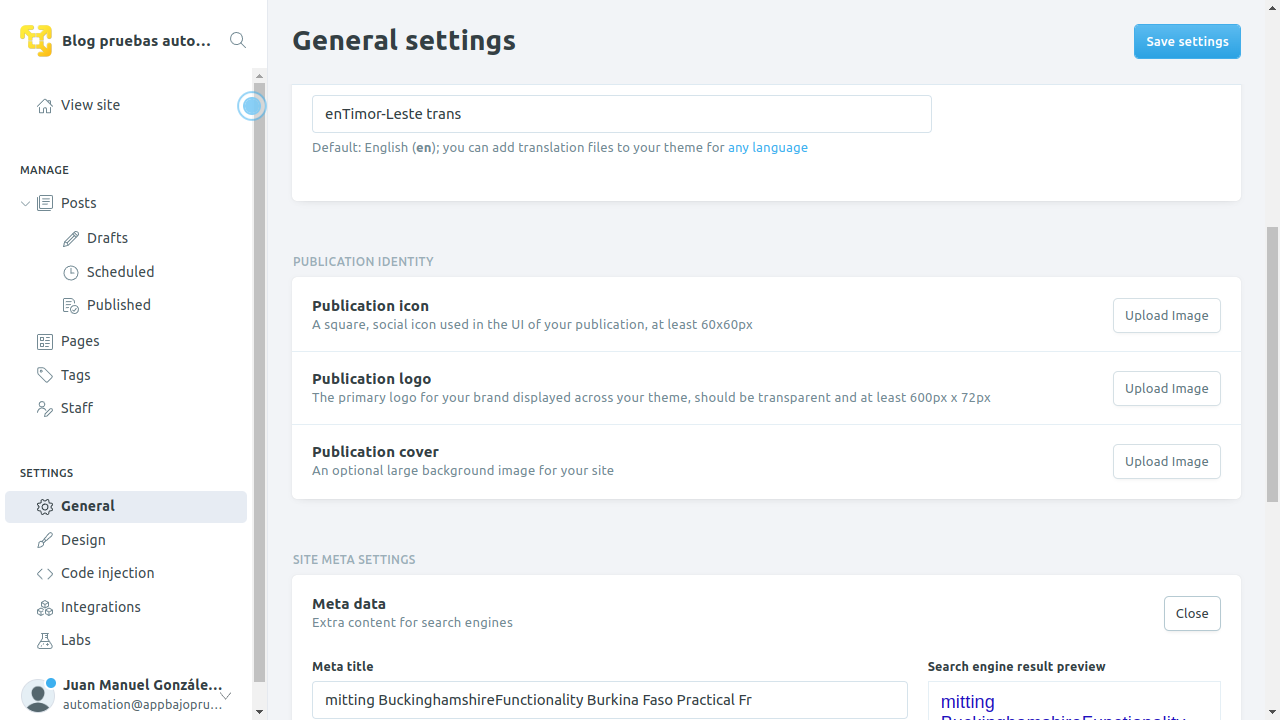 Blog pruebas auto...
View site
MANAGE
Posts
Drafts
Scheduled
Published
Pages
Tags
Staff
SETTINGS
General
Design
Code injection
Integrations
Labs
Juan Manuel Gonzále...
automation@appbajopru...
General settings
Save settings
enTimor-Leste trans
Default: English (en); you can add translation files to your theme for any language
PUBLICATION IDENTITY
Publication icon
A square, social icon used in the UI of your publication, at least 60x60px
Upload Image
Publication logo
The primary logo for your brand displayed across your theme, should be transparent and at least 600px x 72px
Upload Image
Publication cover
An optional large background image for your site
Upload Image
SITE META SETTINGS
Meta data
Extra content for search engines
Close
Meta title
mitting BuckinghamshireFunctionality Burkina Faso Practical Fr
Search engine result preview
mitting
BuckinghamshireFunctionality